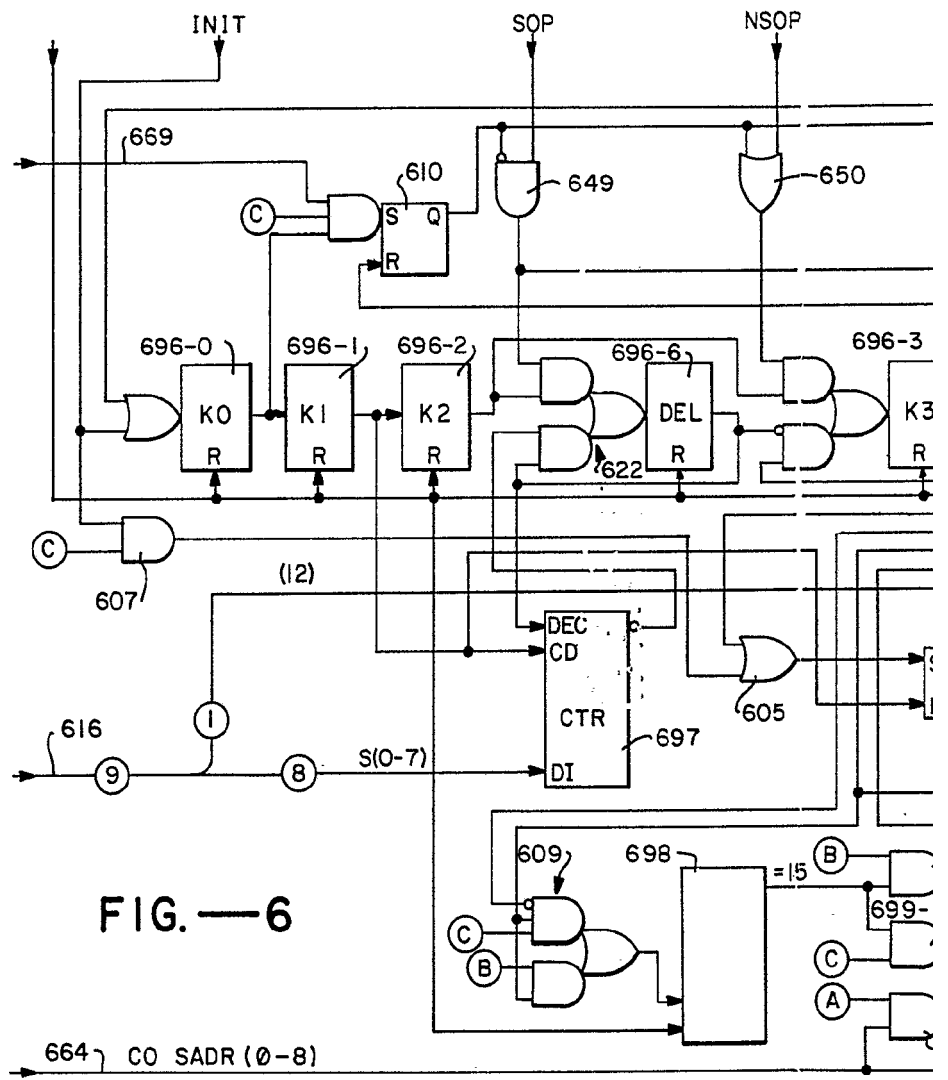 INIT
SOP
NSOP
669
610
S Q
R
C
649
650
696-0
696-1
696-2
696-6
696-3
K0
K1
K2
DEL
K3
R
R
R
R
R
622
C
607
(12)
DEC
CD
CTR
DI
697
605
S
1
616
9
8
S(0-7)
609
698
=15
B
699-
C
B
C
A
FIG.—6
664
CO SADR (0-8)